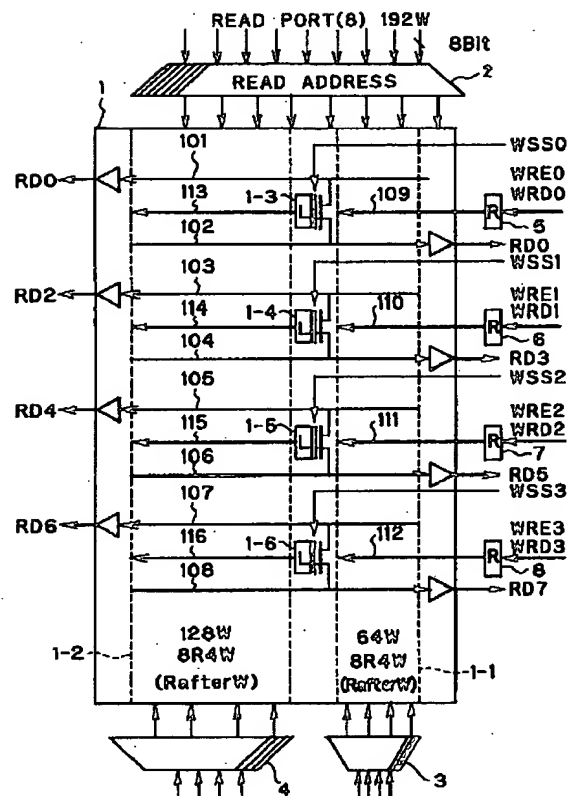 READ PORT(8) 192W
8Bit
READ ADDRESS
2
1
101
WSS0
RD0
WRE0
113
1-3
L
109
WRD0
R
5
102
RD0
WSS1
103
RD2
WRE1
114
1-4
L
110
WRD1
R
6
104
RD3
WSS2
105
RD4
WRE2
115
1-5
L
111
WRD2
R
7
106
RD5
WSS3
107
RD6
WRE3
116
1-6
L
112
WRD3
R
8
108
RD7
128W
8R4W
(RafterW)
64W
8R4W
(RafterW)
1-2
1-1
4
3